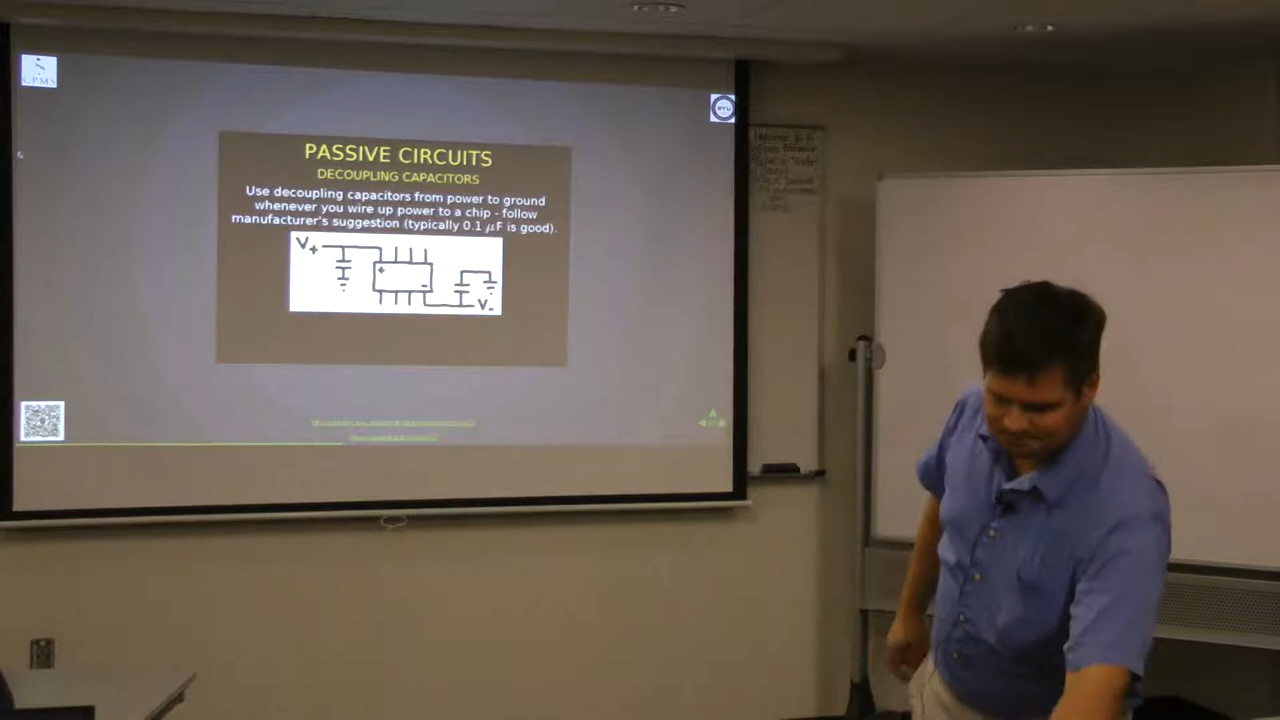 C P M S
BYU
PASSIVE CIRCUITS
DECOUPLING CAPACITORS
Use decoupling capacitors from power to ground
whenever you wire up power to a chip - follow
manufacturer's suggestion (typically 0.1 μF is good).
V+
+
-
V-